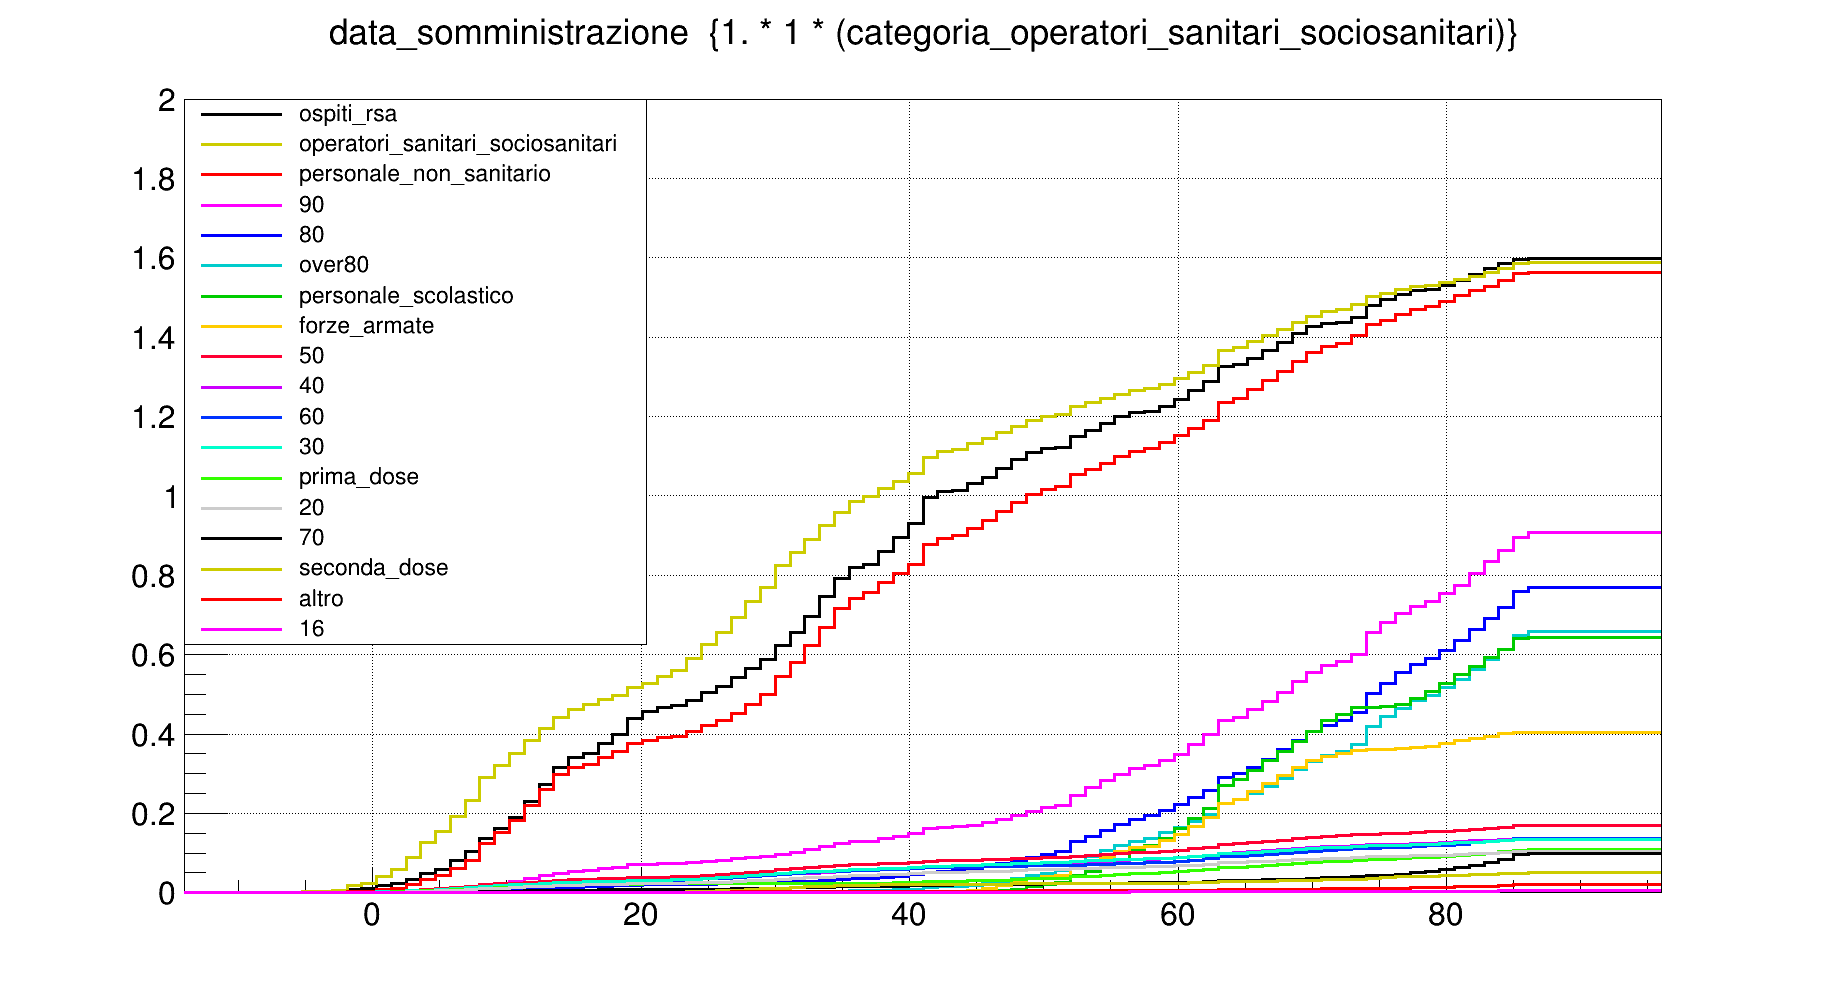 data_somministrazione {1. * 1 * (categoria_operatori_sanitari_sociosanitari)}
2
1.8
1.6
1.4
1.2
1
0.8
0.6
0.4
0.2
0
ospiti_rsa
operatori_sanitari_sociosanitari
personale_non_sanitario
90
80
over80
personale_scolastico
forze_armate
50
40
60
30
prima_dose
20
70
seconda_dose
altro
16
0 20 40 60 80